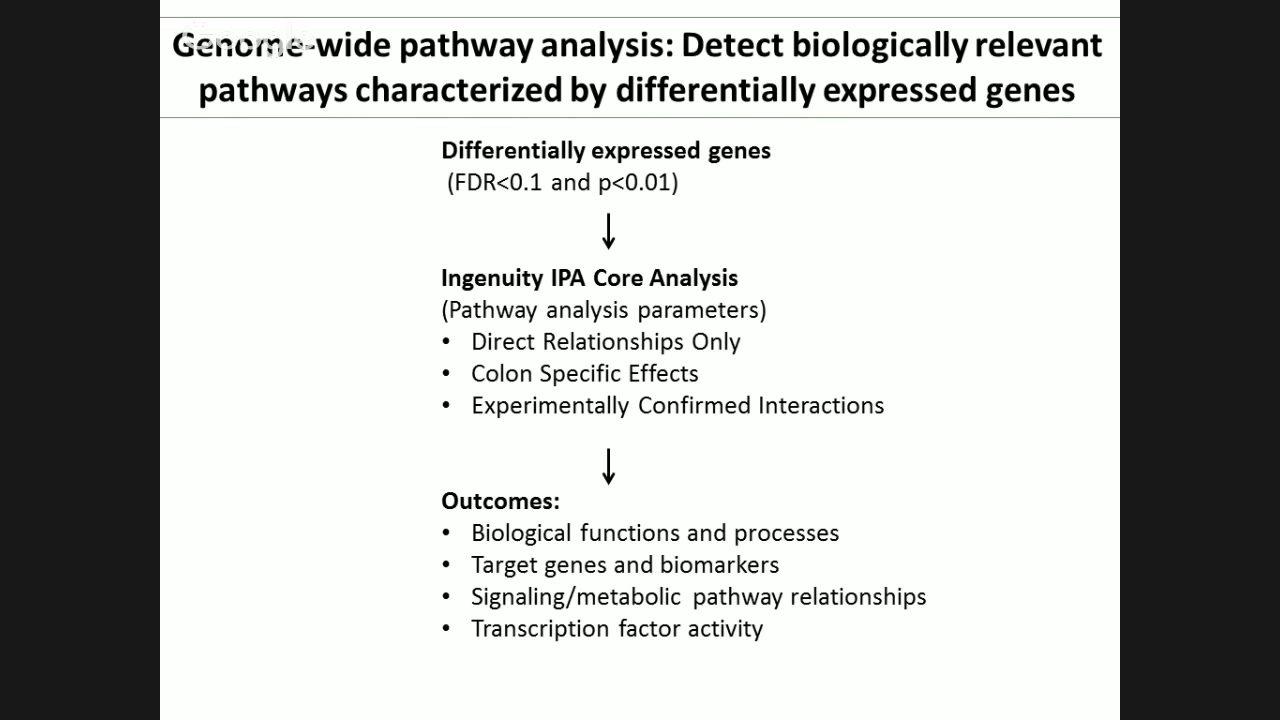 Genome-wide pathway analysis: Detect biologically relevant
pathways characterized by differentially expressed genes
Differentially expressed genes
(FDR<0.1 and p<0.01)
Ingenuity IPA Core Analysis
(Pathway analysis parameters)
• Direct Relationships Only
• Colon Specific Effects
• Experimentally Confirmed Interactions
Outcomes:
• Biological functions and processes
• Target genes and biomarkers
• Signaling/metabolic pathway relationships
• Transcription factor activity